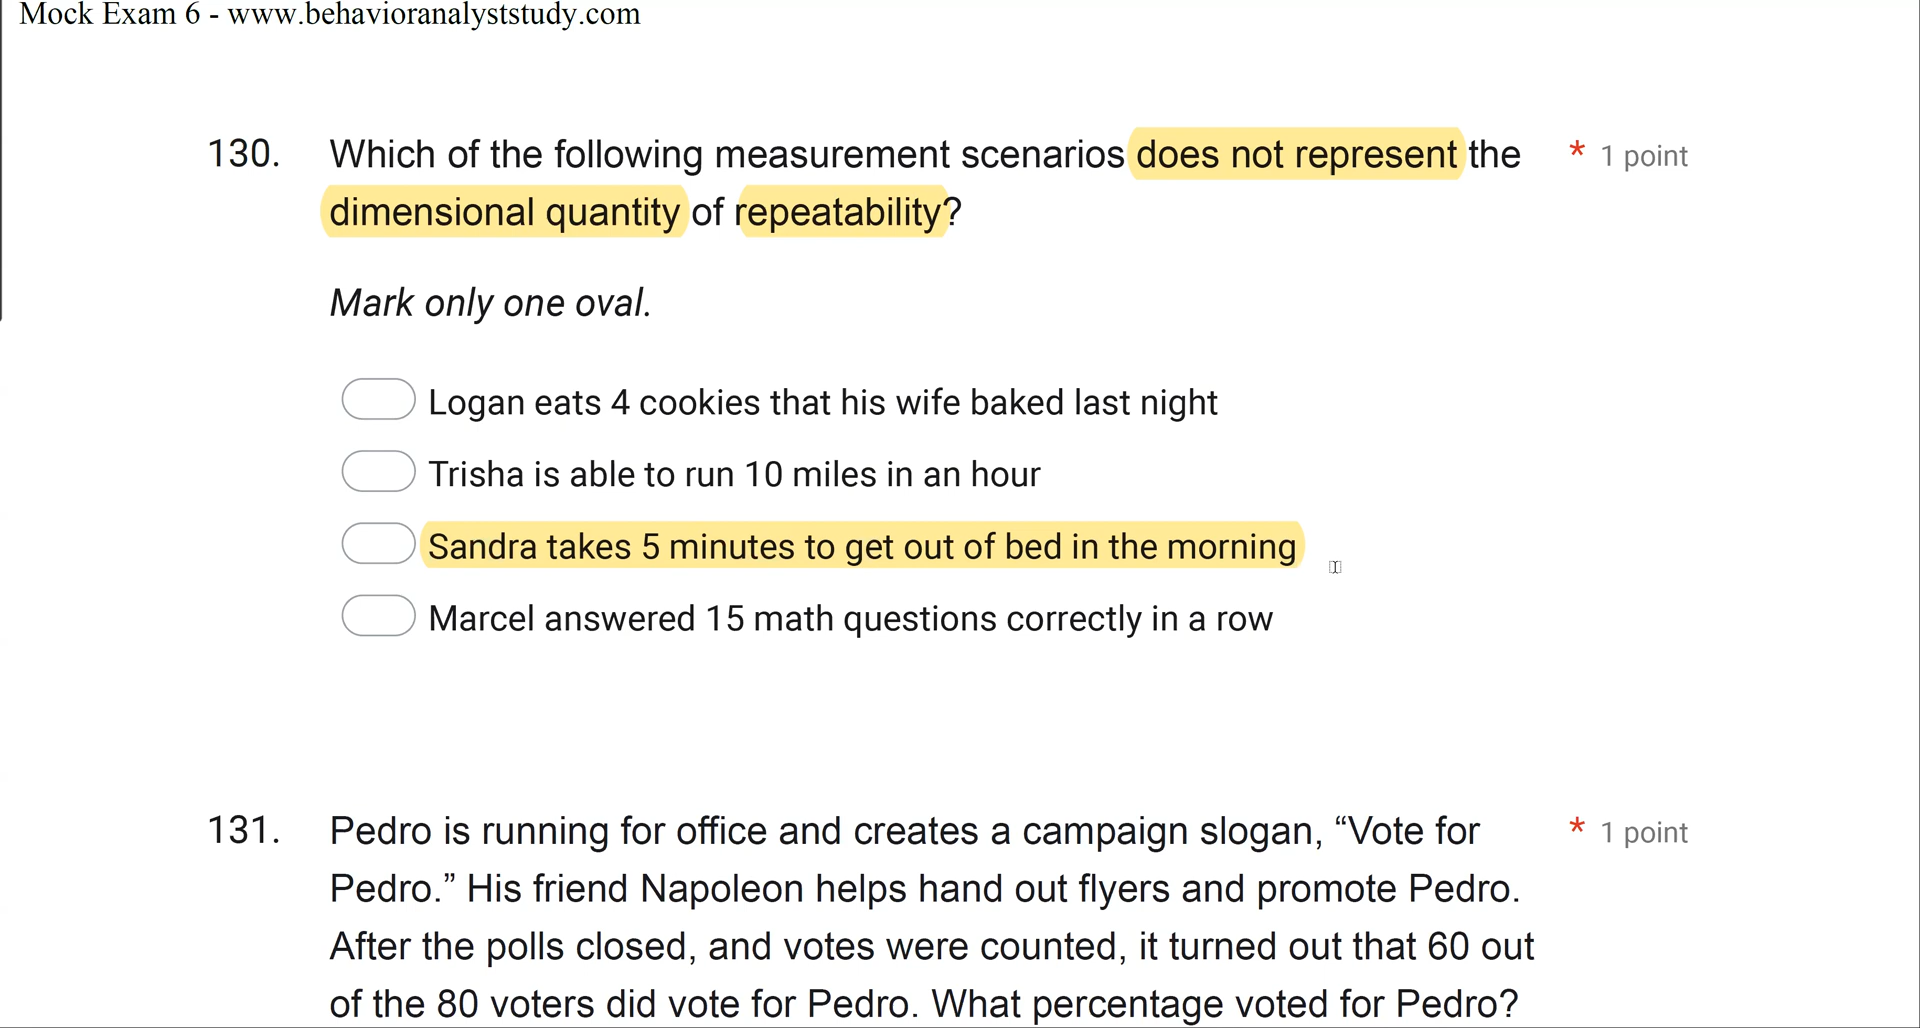 Mock Exam 6 - www.behavioranalyststudy.com
130. Which of the following measurement scenarios does not represent the * 1 point
dimensional quantity of repeatability?
Mark only one oval.
Logan eats 4 cookies that his wife baked last night
Trisha is able to run 10 miles in an hour
Sandra takes 5 minutes to get out of bed in the morning
Marcel answered 15 math questions correctly in a row
131. Pedro is running for office and creates a campaign slogan, “Vote for * 1 point
Pedro.” His friend Napoleon helps hand out flyers and promote Pedro.
After the polls closed, and votes were counted, it turned out that 60 out
of the 80 voters did vote for Pedro. What percentage voted for Pedro?